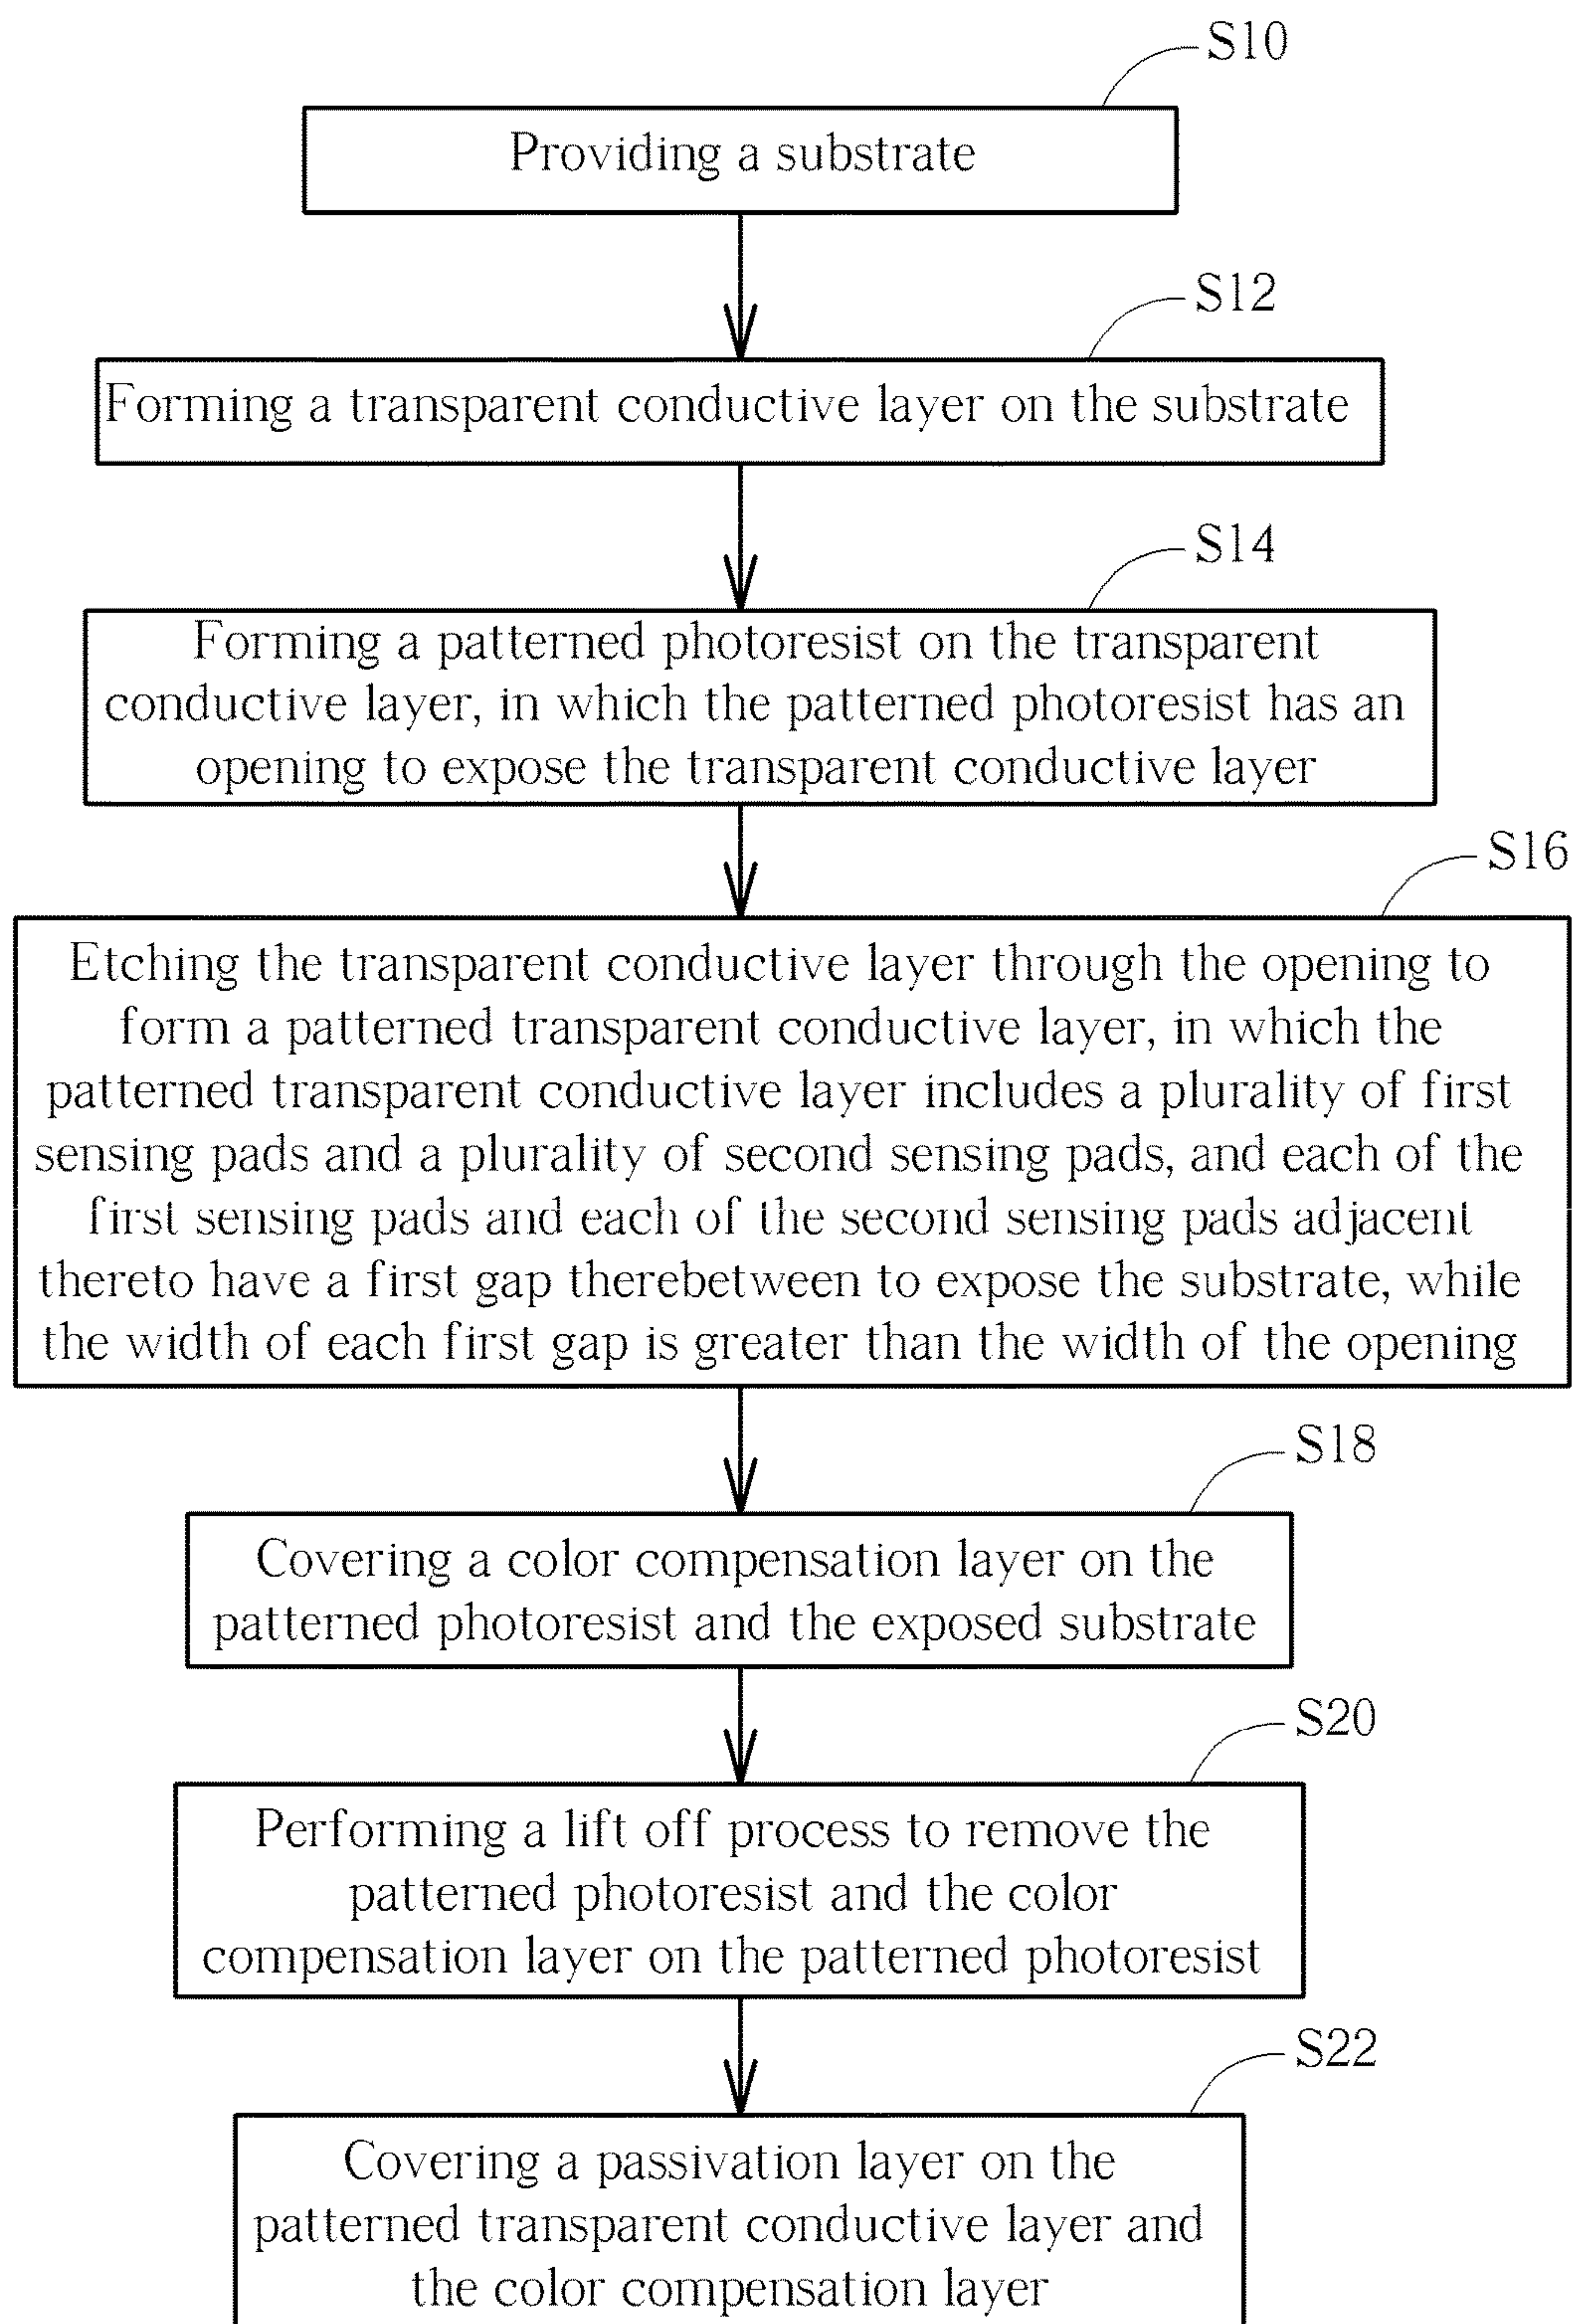 S10
Providing a substrate
S12
Forming a transparent conductive layer on the substrate
S14
Forming a patterned photoresist on the transparent
conductive layer, in which the patterned photoresist has an
opening to expose the transparent conductive layer
S16
Etching the transparent conductive layer through the opening to
form a patterned transparent conductive layer, in which the
patterned transparent conductive layer includes a plurality of first
sensing pads and a plurality of second sensing pads, and each of the
first sensing pads and each of the second sensing pads adjacent
thereto have a first gap therebetween to expose the substrate, while
the width of each first gap is greater than the width of the opening
S18
Covering a color compensation layer on the
patterned photoresist and the exposed substrate
S20
Performing a lift off process to remove the
patterned photoresist and the color
compensation layer on the patterned photoresist
S22
Covering a passivation layer on the
patterned transparent conductive layer and
the color compensation layer